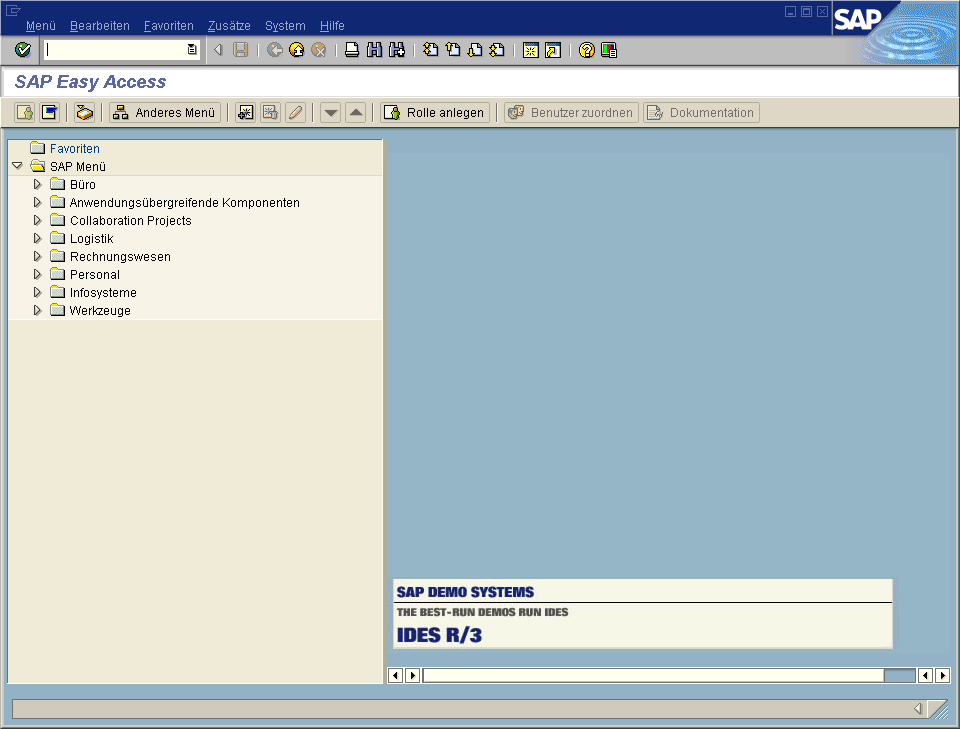 Menü Bearbeiten Favoriten Zusätze System Hilfe
SAP
SAP Easy Access
Anderes Menü Rolle anlegen Benutzer zuordnen Dokumentation
Favoriten
SAP Menü
Büro
Anwendungsübergreifende Komponenten
Collaboration Projects
Logistik
Rechnungswesen
Personal
Infosysteme
Werkzeuge
SAP DEMO SYSTEMS
THE BEST-RUN DEMOS RUN IDES
IDES R/3